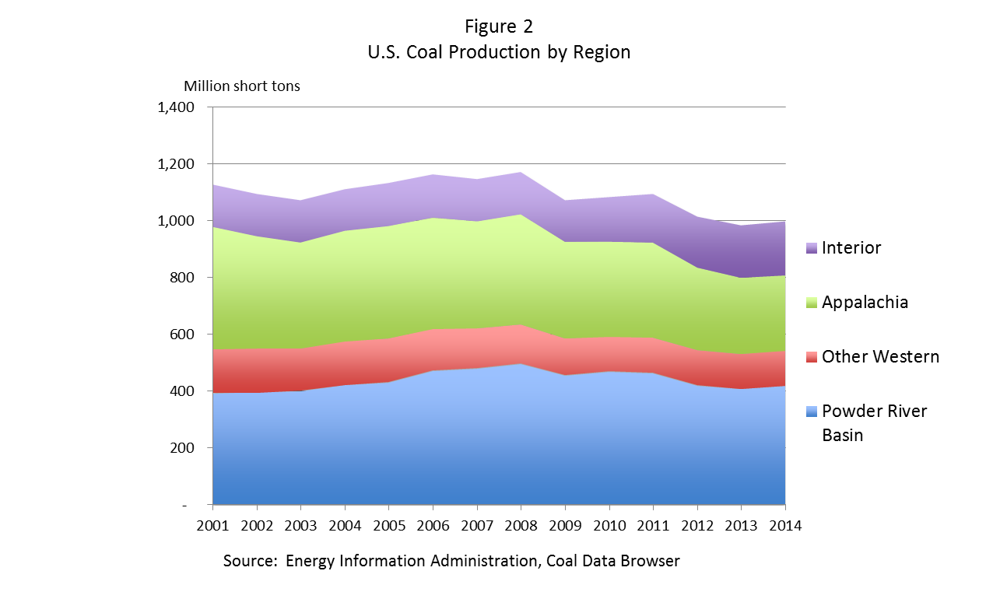 Figure 2
U.S. Coal Production by Region
Million short tons
1,400
1,200
1,000
800
600
400
200
-
2001 2002 2003 2004 2005 2006 2007 2008 2009 2010 2011 2012 2013 2014
Interior
Appalachia
Other Western
Powder River
Basin
Source:  Energy Information Administration, Coal Data Browser